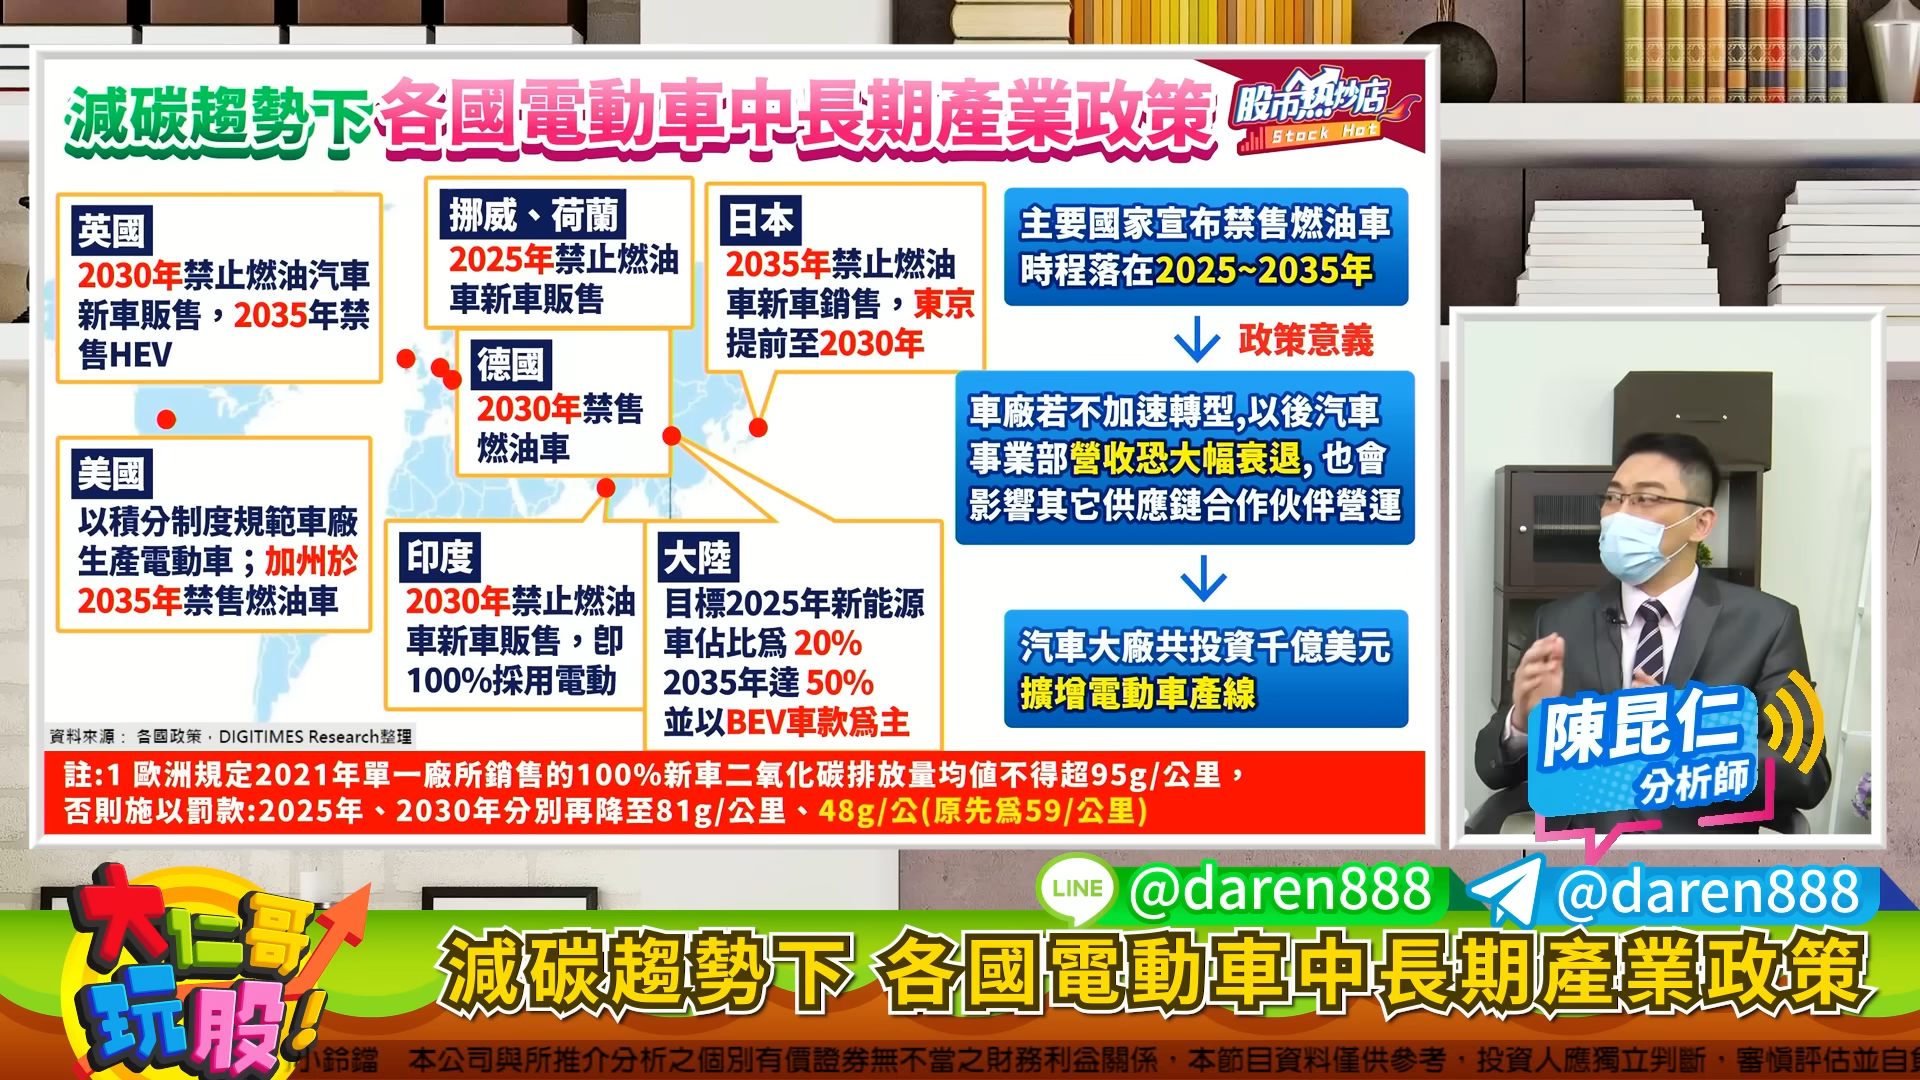 減碳趨勢下各國電動車中長期產業政策
股市熱炒店
Stock Hot
英國
2030年禁止燃油汽車
新車販售，2035年禁
售HEV
挪威、荷蘭
2025年禁止燃油
車新車販售
日本
2035年禁止燃油
車新車銷售，東京
提前至2030年
德國
2030年禁售
燃油車
美國
以積分制度規範車廠
生產電動車；加州於
2035年禁售燃油車
印度
2030年禁止燃油
車新車販售，即
100%採用電動
大陸
目標2025年新能源
車佔比為 20%
2035年達 50%
並以BEV車款為主
主要國家宣布禁售燃油車
時程落在2025~2035年
政策意義
車廠若不加速轉型,以後汽車
事業部營收恐大幅衰退, 也會
影響其它供應鏈合作伙伴營運
汽車大廠共投資千億美元
擴增電動車產線
資料來源： 各國政策，DIGITIMES Research整理
註:1 歐洲規定2021年單一廠所銷售的100%新車二氧化碳排放量均值不得超95g/公里，
否則施以罰款:2025年、2030年分別再降至81g/公里、48g/公(原先為59/公里)
陳昆仁
分析師
LINE @daren888
@daren888
大仁哥
玩股!
減碳趨勢下 各國電動車中長期產業政策
小鈴鐺 本公司與所推介分析之個別有價證券無不當之財務利益關係，本節目資料僅供參考，投資人應獨立判斷，審慎評估並自負